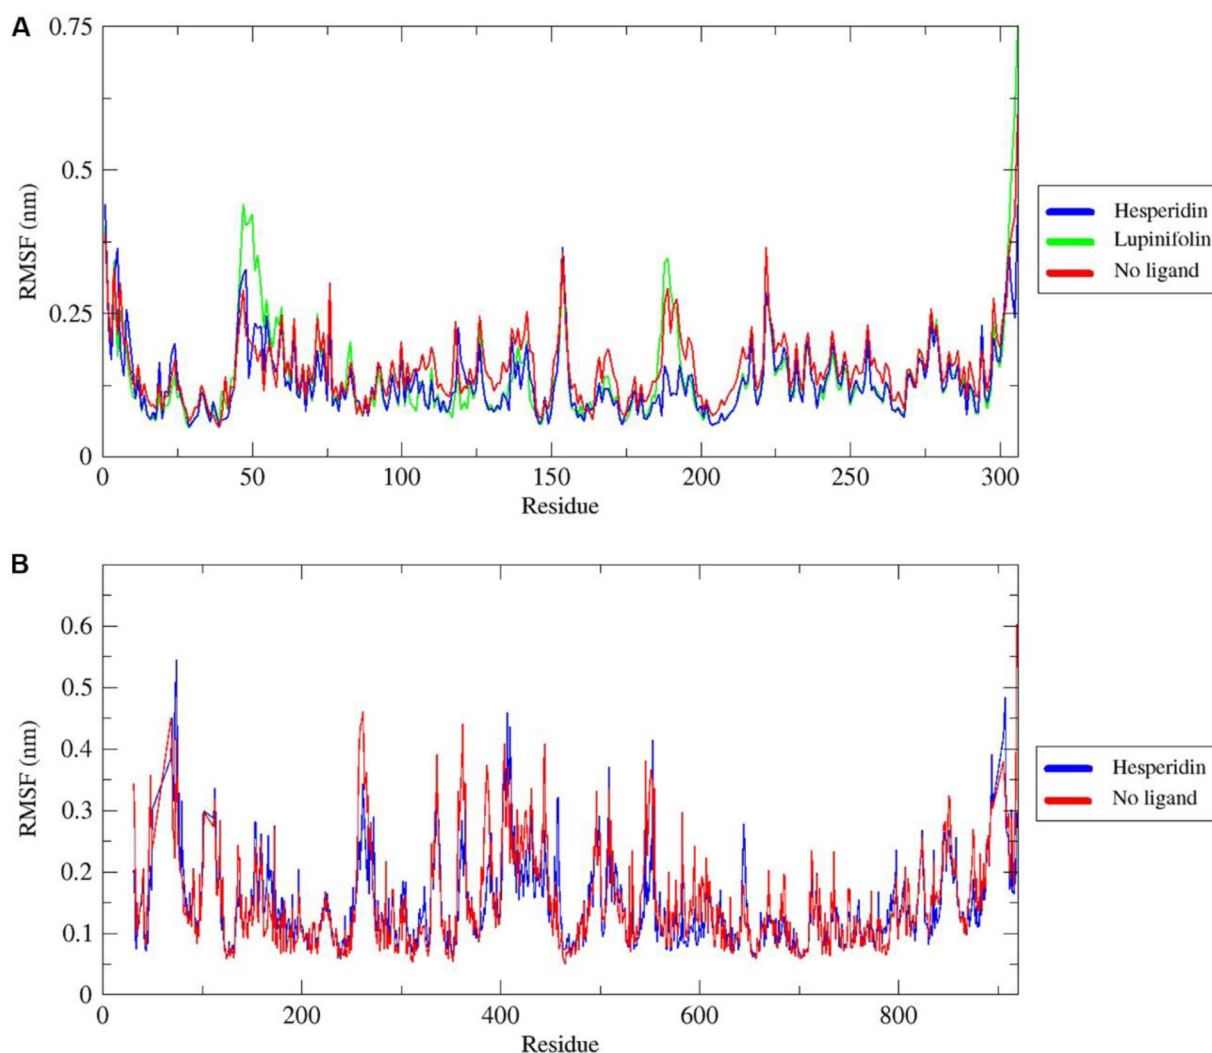 A
0.75
0.5
0.25
0
RMSF (nm)
0 50 100 150 200 250 300
Residue
Hesperidin
Lupinifolin
No ligand
B
0.6
0.5
0.4
0.3
0.2
0.1
0
RMSF (nm)
0 200 400 600 800
Residue
Hesperidin
No ligand